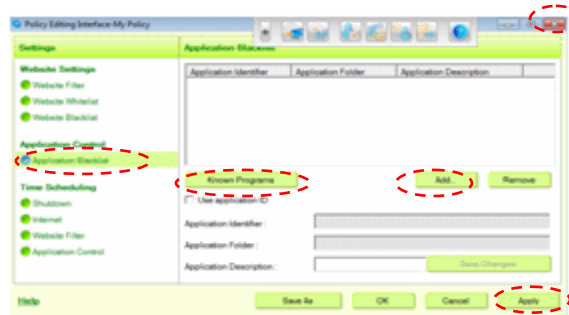 Policy Editing Interface-My Policy
Settings
Application Blacklist
Website Settings
Website Filter
Website Whitelist
Website Blacklist
Application Control
Application Blacklist
Time Scheduling
Shutdown
Internet
Website Filter
Application Control
Application Identifier
Application Folder
Application Description
Known Programs
Add...
Remove
Use application ID
Application Identifier :
Application Folder :
Application Description :
Save Changes
Help
Save As
OK
Cancel
Apply